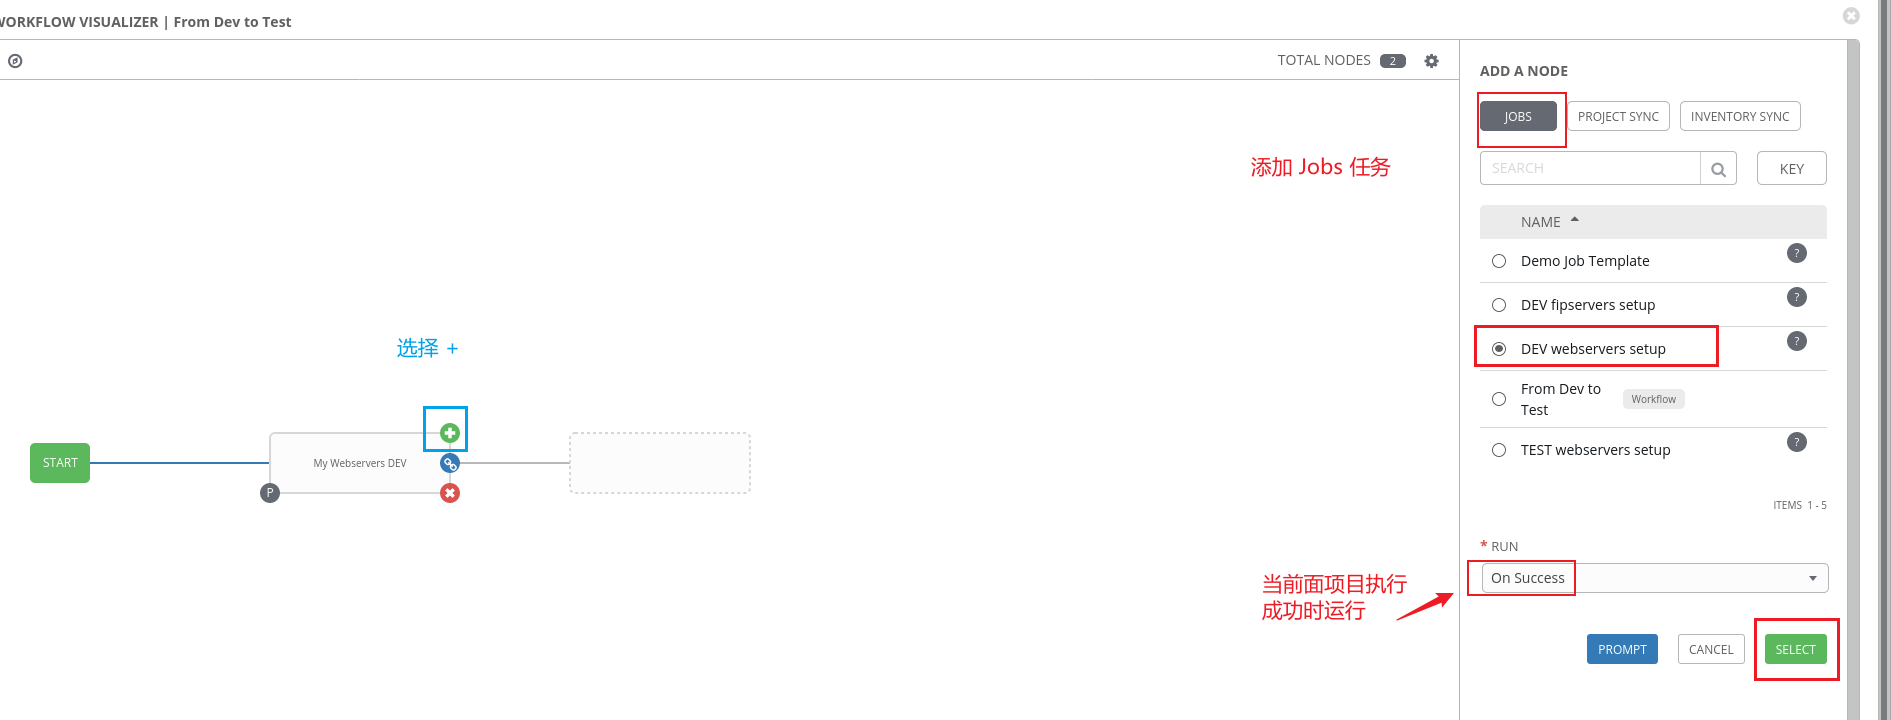 WORKFLOW VISUALIZER | From Dev to Test
TOTAL NODES 2
ADD A NODE
JOBS PROJECT SYNC INVENTORY SYNC
添加 Jobs 任务
SEARCH KEY
NAME
Demo Job Template ?
DEV fipservers setup ?
选择 +
DEV webservers setup ?
From Dev to
Test
Workflow
START
My Webservers DEV
P
TEST webservers setup ?
ITEMS 1 - 5
* RUN
On Success
当前面项目执行
成功时运行
PROMPT CANCEL SELECT